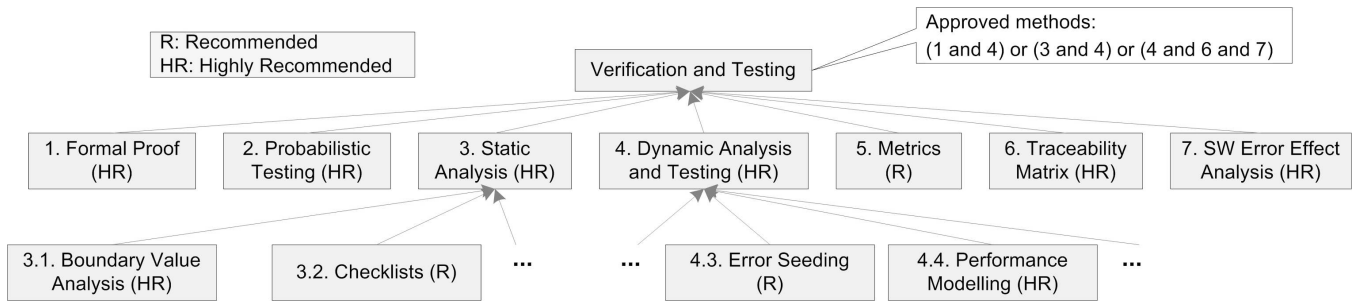 R: Recommended
HR: Highly Recommended
Approved methods:
(1 and 4) or (3 and 4) or (4 and 6 and 7)
Verification and Testing
1. Formal Proof
(HR)
2. Probabilistic
Testing (HR)
3. Static
Analysis (HR)
4. Dynamic Analysis
and Testing (HR)
5. Metrics
(R)
6. Traceability
Matrix (HR)
7. SW Error Effect
Analysis (HR)
3.1. Boundary Value
Analysis (HR)
3.2. Checklists (R)
...
...
4.3. Error Seeding
(R)
4.4. Performance
Modelling (HR)
...